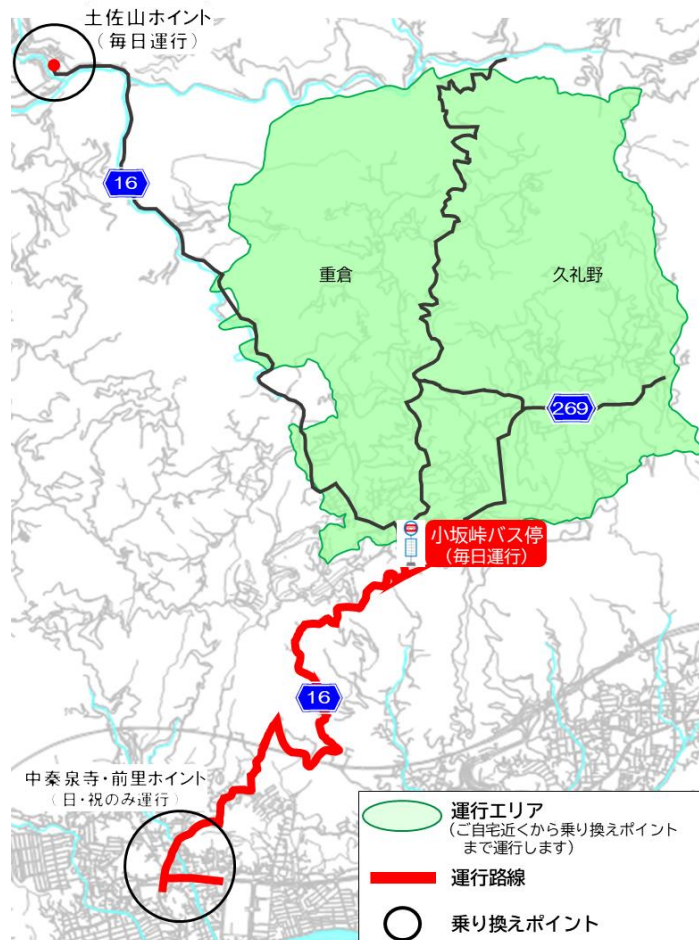 土佐山ポイント
（毎日運行）
16
重倉
久礼野
269
小坂峠バス停
（毎日運行）
16
中秦泉寺・前里ポイント
（日・祝のみ運行）
運行エリア
（ご自宅近くから乗り換えポイント
まで運行します）
運行路線
乗り換えポイント